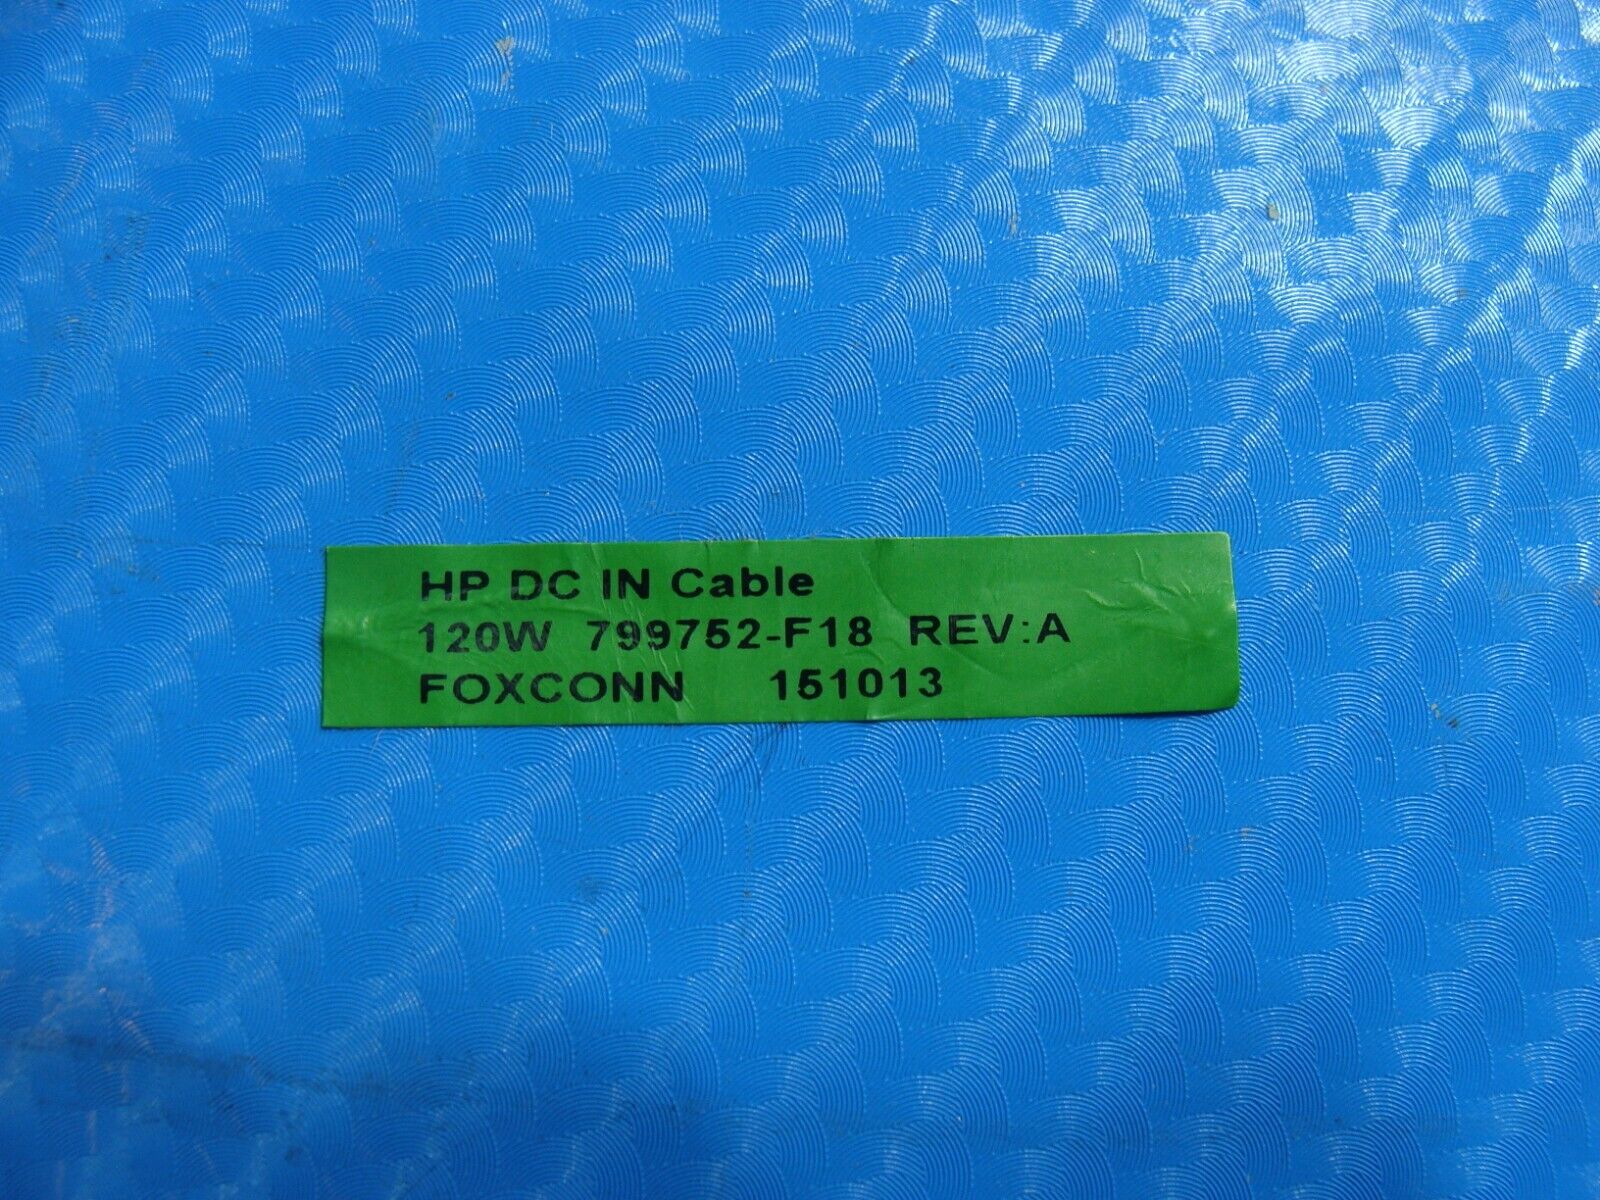 HP DC IN Cable
120W 799752-F18 REV:A
FOXCONN 151013